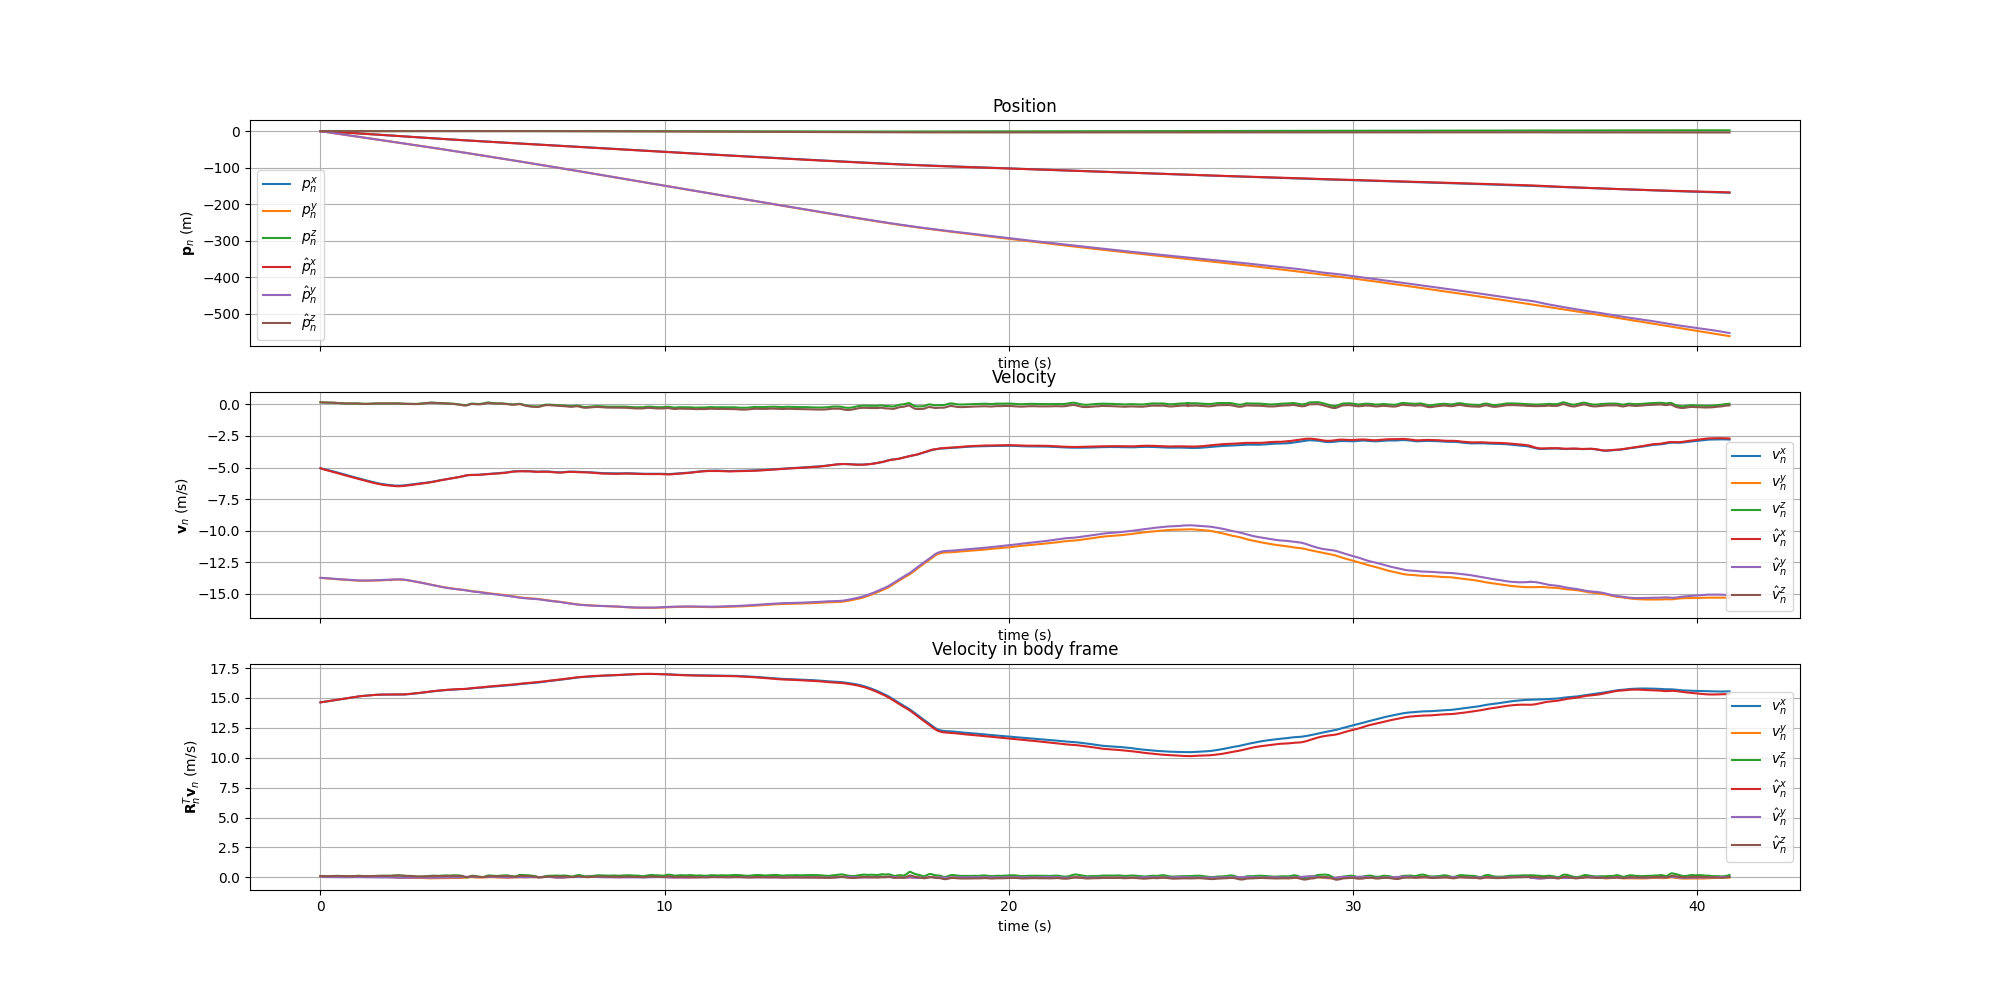 Position
0
−100
−200
−300
−400
−500
p_n (m)
p_n^x
p_n^y
p_n^z
p̂_n^x
p̂_n^y
p̂_n^z
time (s)
Velocity
0.0
−2.5
−5.0
−7.5
−10.0
−12.5
−15.0
v_n (m/s)
v_n^x
v_n^y
v_n^z
v̂_n^x
v̂_n^y
v̂_n^z
time (s)
Velocity in body frame
17.5
15.0
12.5
10.0
7.5
5.0
2.5
0.0
R_n^T v_n (m/s)
v_n^x
v_n^y
v_n^z
v̂_n^x
v̂_n^y
v̂_n^z
0 10 20 30 40
time (s)